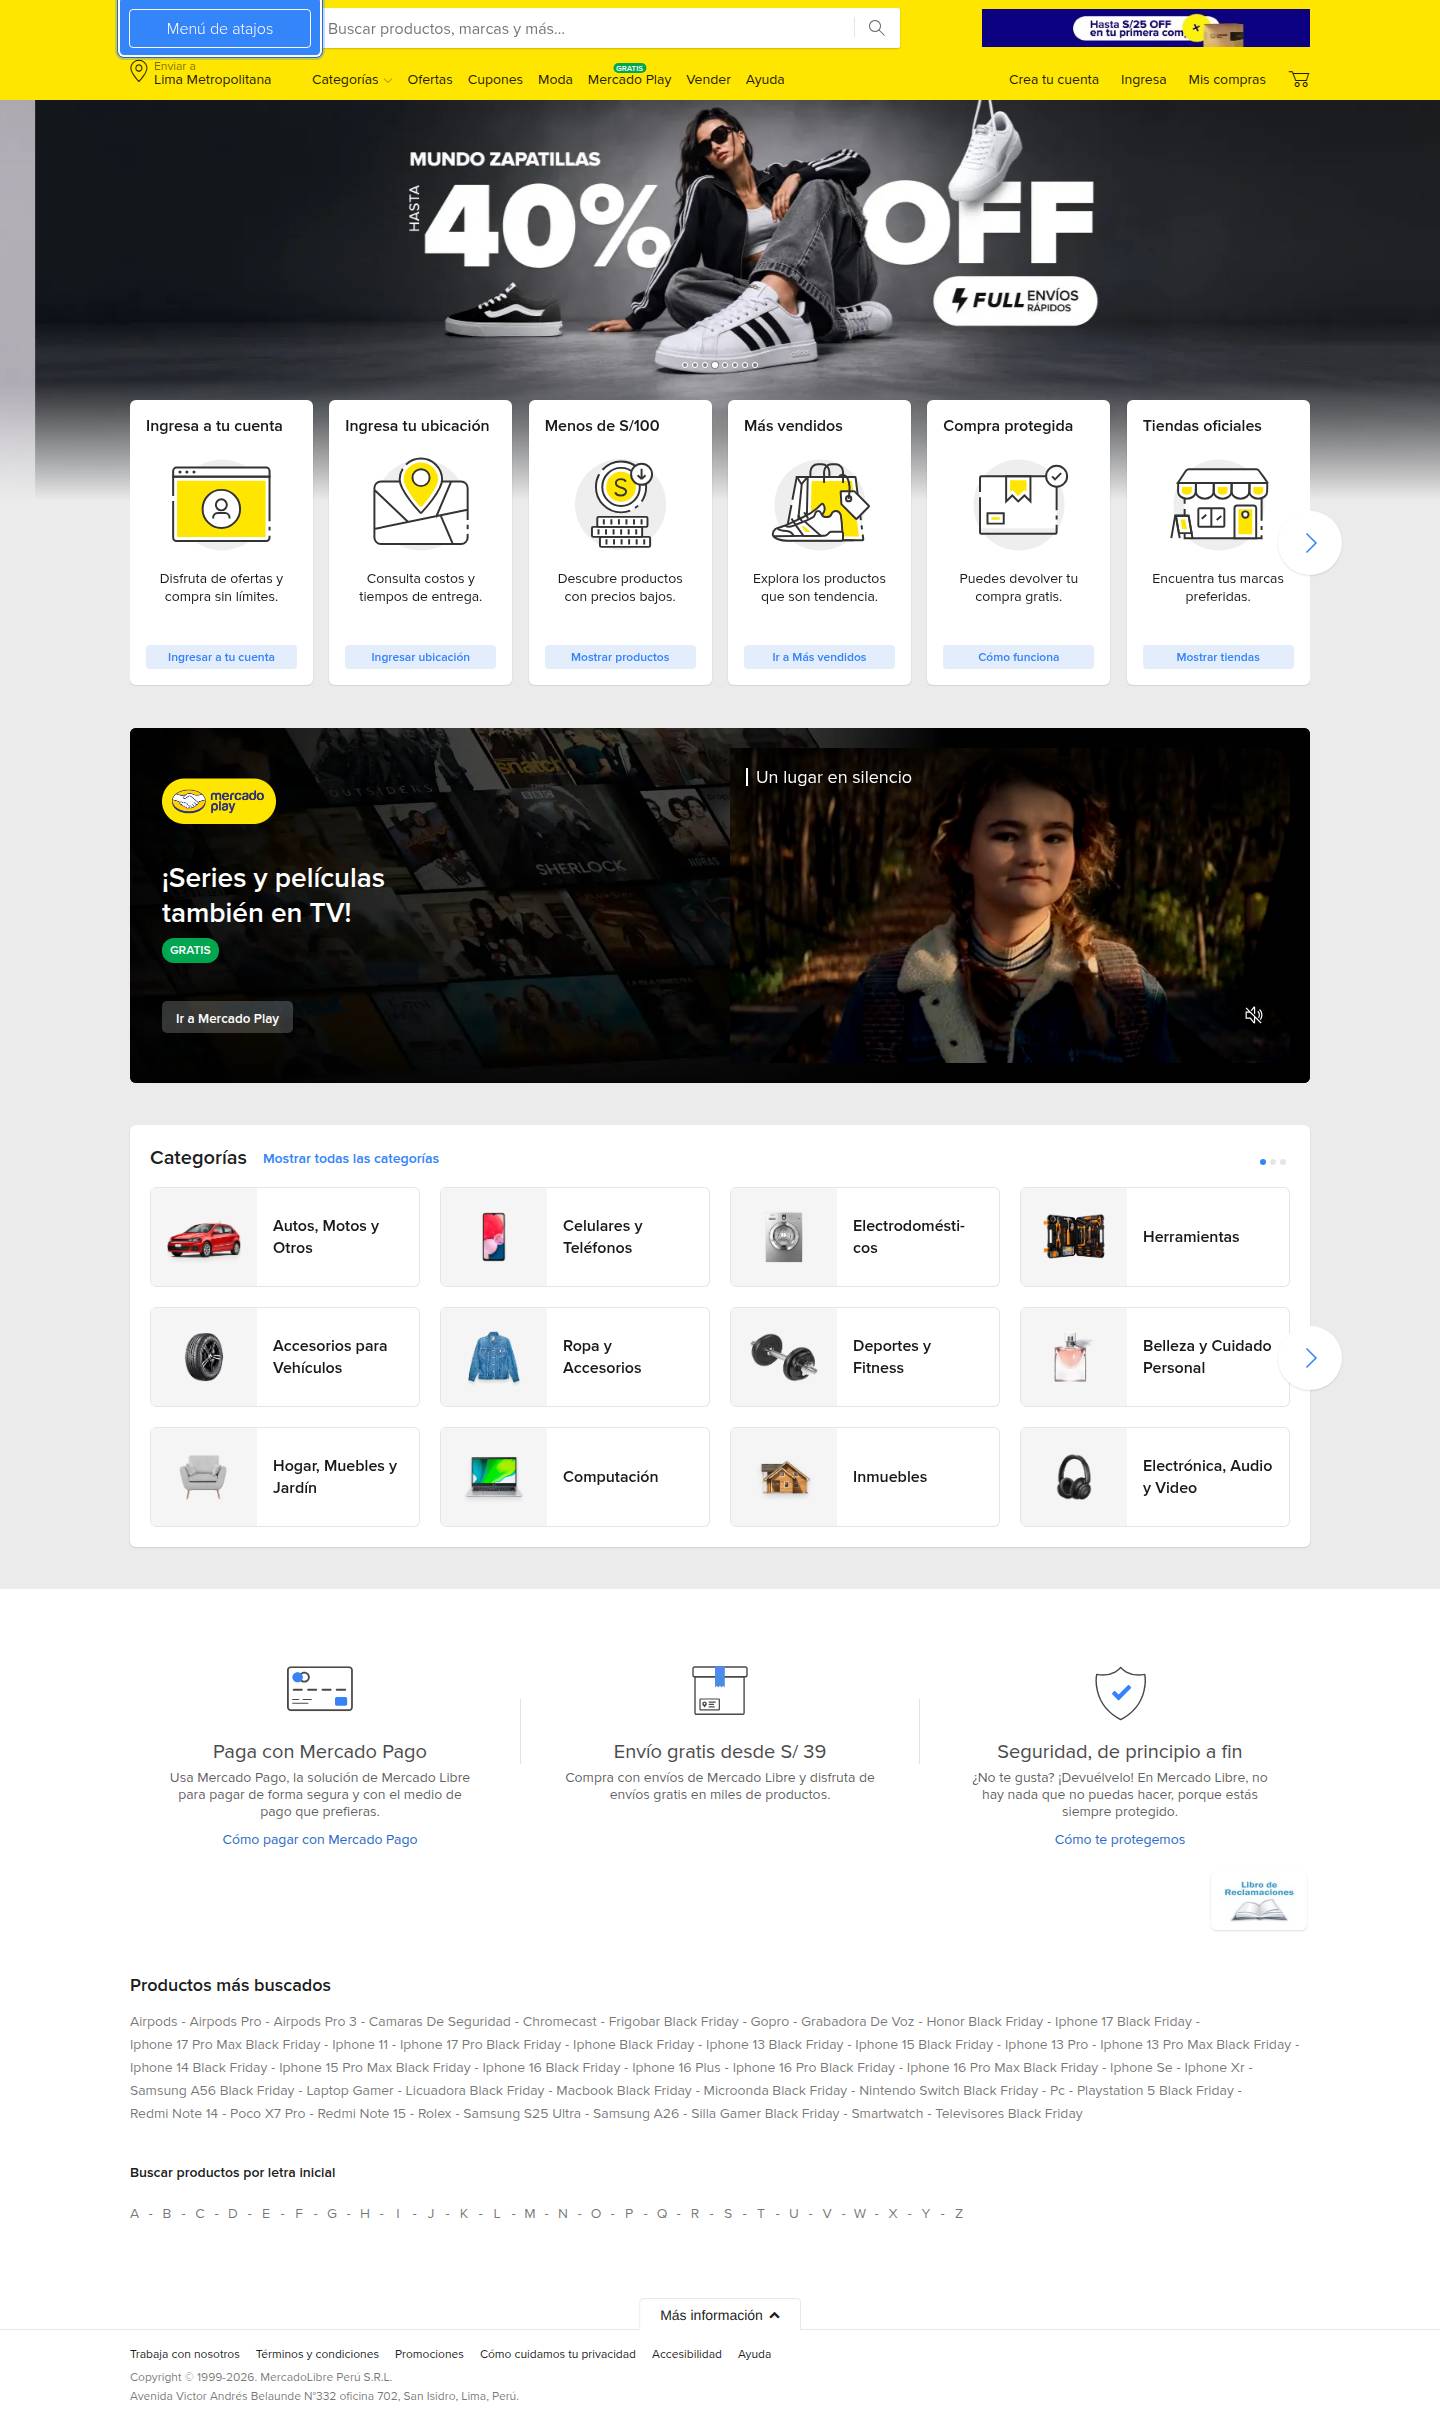 Menú de atajos
Buscar productos, marcas y más...
Hasta S/25 OFF
en tu primera com
Enviar a
Lima Metropolitana
Categorías
Ofertas
Cupones
Moda
GRATIS
Mercado Play
Vender
Ayuda
Crea tu cuenta
Ingresa
Mis compras
MUNDO ZAPATILLAS
HASTA
40% OFF
FULL ENVÍOS RÁPIDOS
Ingresa a tu cuenta
Disfruta de ofertas y
compra sin límites.
Ingresar a tu cuenta
Ingresa tu ubicación
Consulta costos y
tiempos de entrega.
Ingresar ubicación
Menos de S/100
Descubre productos
con precios bajos.
Mostrar productos
Más vendidos
Explora los productos
que son tendencia.
Ir a Más vendidos
Compra protegida
Puedes devolver tu
compra gratis.
Cómo funciona
Tiendas oficiales
Encuentra tus marcas
preferidas.
Mostrar tiendas
mercado
play
¡Series y películas
también en TV!
GRATIS
Ir a Mercado Play
OUTSIDERS
snatch
BBC
SHERLOCK
Un lugar en silencio
Categorías
Mostrar todas las categorías
Autos, Motos y
Otros
Celulares y
Teléfonos
Electrodomésti-
cos
Herramientas
Accesorios para
Vehículos
Ropa y
Accesorios
Deportes y
Fitness
Belleza y Cuidado
Personal
Hogar, Muebles y
Jardín
Computación
Inmuebles
Electrónica, Audio
y Video
Paga con Mercado Pago
Usa Mercado Pago, la solución de Mercado Libre
para pagar de forma segura y con el medio de
pago que prefieras.
Cómo pagar con Mercado Pago
Envío gratis desde S/ 39
Compra con envíos de Mercado Libre y disfruta de
envíos gratis en miles de productos.
Seguridad, de principio a fin
¿No te gusta? ¡Devuélvelo! En Mercado Libre, no
hay nada que no puedas hacer, porque estás
siempre protegido.
Cómo te protegemos
Libro de
Reclamaciones
Productos más buscados
Airpods - Airpods Pro - Airpods Pro 3 - Camaras De Seguridad - Chromecast - Frigobar Black Friday - Gopro - Grabadora De Voz - Honor Black Friday - Iphone 17 Black Friday -
Iphone 17 Pro Max Black Friday - Iphone 11 - Iphone 17 Pro Black Friday - Iphone Black Friday - Iphone 13 Black Friday - Iphone 15 Black Friday - Iphone 13 Pro - Iphone 13 Pro Max Black Friday -
Iphone 14 Black Friday - Iphone 15 Pro Max Black Friday - Iphone 16 Black Friday - Iphone 16 Plus - Iphone 16 Pro Black Friday - Iphone 16 Pro Max Black Friday - Iphone Se - Iphone Xr -
Samsung A56 Black Friday - Laptop Gamer - Licuadora Black Friday - Macbook Black Friday - Microonda Black Friday - Nintendo Switch Black Friday - Pc - Playstation 5 Black Friday -
Redmi Note 14 - Poco X7 Pro - Redmi Note 15 - Rolex - Samsung S25 Ultra - Samsung A26 - Silla Gamer Black Friday - Smartwatch - Televisores Black Friday
Buscar productos por letra inicial
A - B - C - D - E - F - G - H - I - J - K - L - M - N - O - P - Q - R - S - T - U - V - W - X - Y - Z
Más información
Trabaja con nosotros
Términos y condiciones
Promociones
Cómo cuidamos tu privacidad
Accesibilidad
Ayuda
Copyright © 1999-2026. MercadoLibre Perú S.R.L.
Avenida Victor Andrés Belaunde N°332 oficina 702, San Isidro, Lima, Perú.